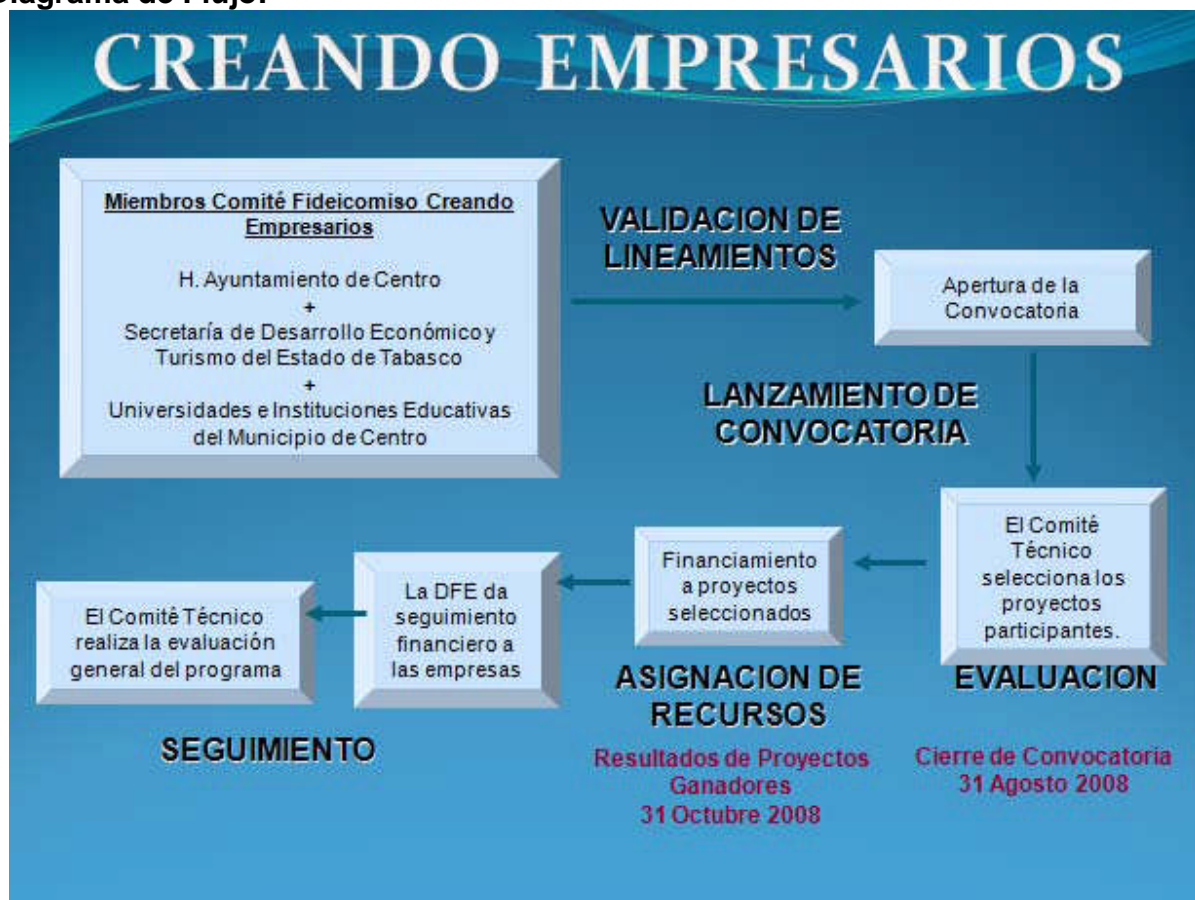 Diagrama de Flujo:
CREANDO EMPRESARIOS
Miembros Comité Fideicomiso Creando
Empresarios
H. Ayuntamiento de Centro
+
Secretaría de Desarrollo Económico y
Turismo del Estado de Tabasco
+
Universidades e Instituciones Educativas
del Municipio de Centro
VALIDACION DE
LINEAMIENTOS
Apertura de la
Convocatoria
LANZAMIENTO DE
CONVOCATORIA
El Comité
Técnico
selecciona los
proyectos
participantes.
EVALUACION
Cierre de Convocatoria
31 Agosto 2008
Financiamiento
a proyectos
seleccionados
ASIGNACION DE
RECURSOS
Resultados de Proyectos
Ganadores
31 Octubre 2008
La DFE da
seguimiento
financiero a
las empresas
El Comité Técnico
realiza la evaluación
general del programa
SEGUIMIENTO